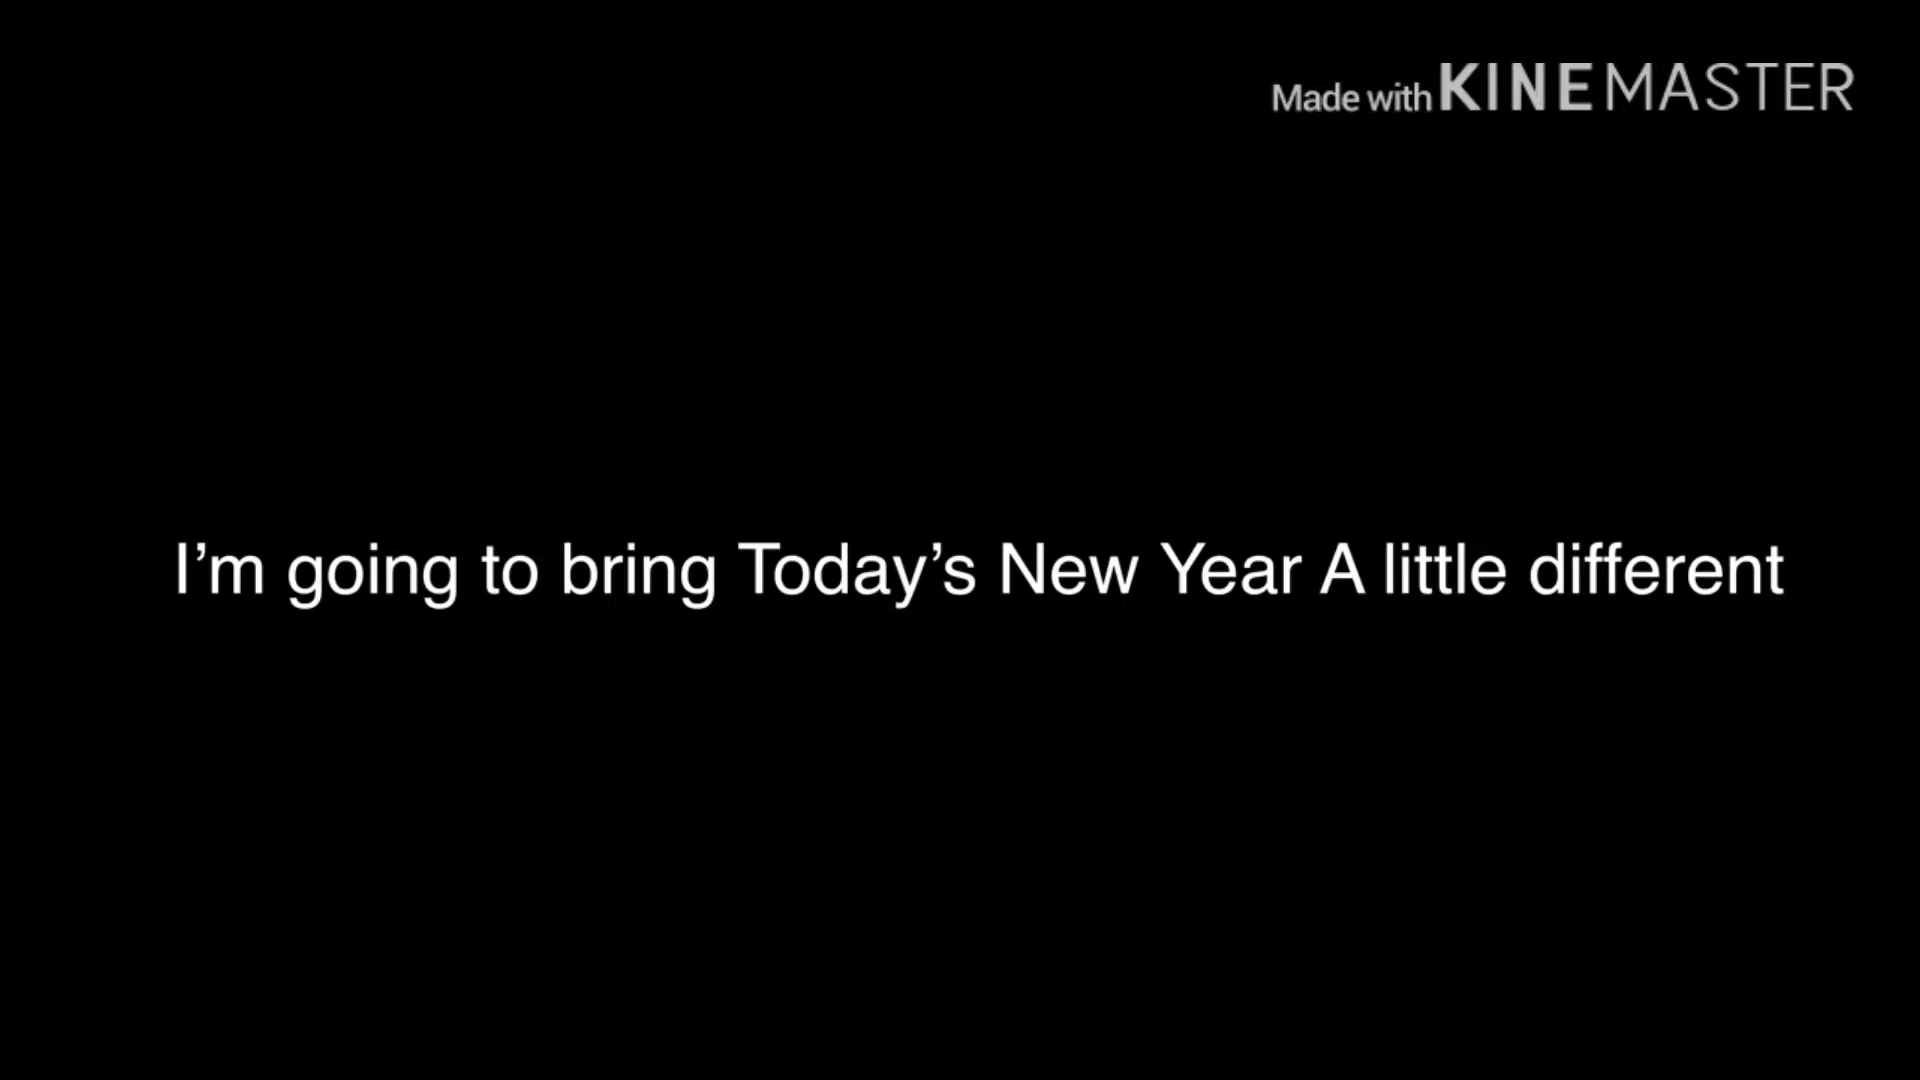 Made with KINEMASTER
I’m going to bring Today’s New Year A little different